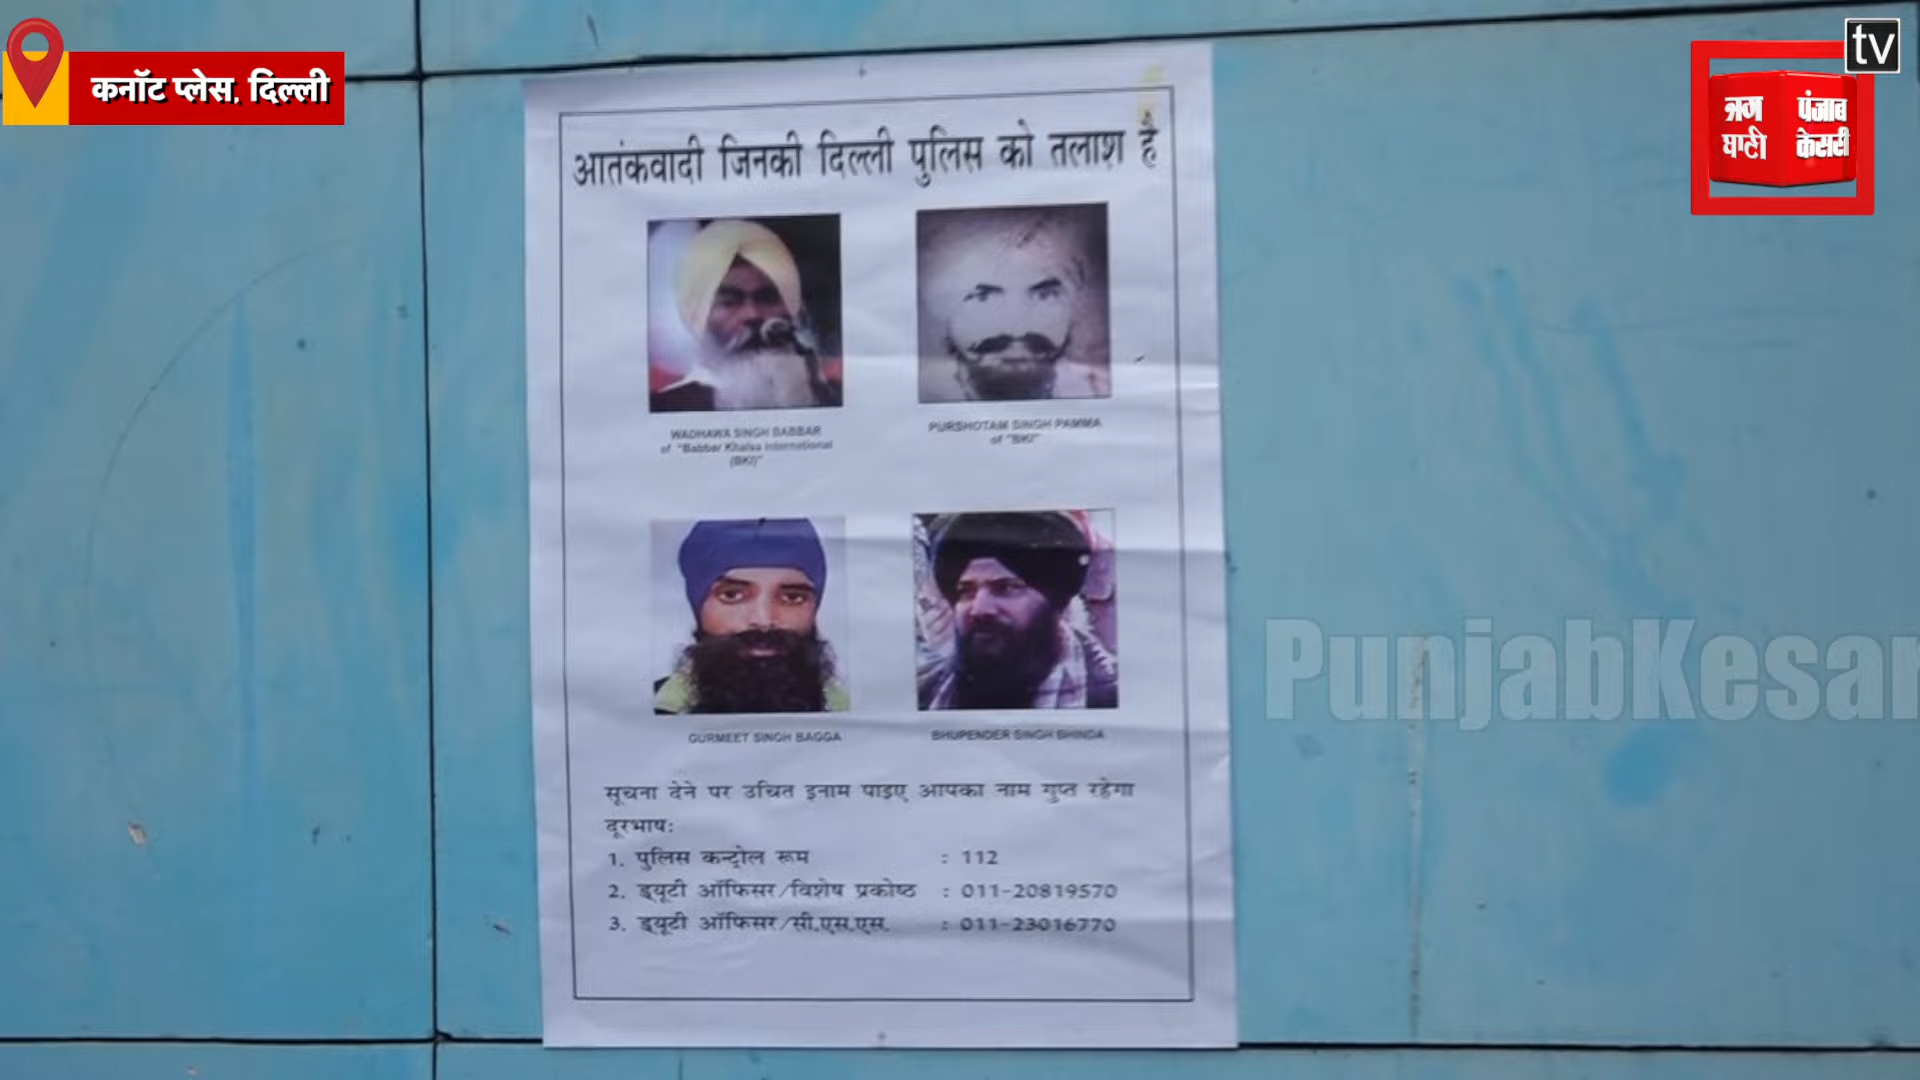 कनॉट प्लेस, दिल्ली
tv
पंजाब
केसरी
आतंकवादी जिनकी दिल्ली पुलिस को तलाश है
WADHAWA SINGH BABBAR
of "Babbar Khalsa International
(BKI)"
PURSHOTAM SINGH PAMMA
of "BKI"
GURMEET SINGH BAGGA
BHUPENDER SINGH BHINDA
सूचना देने पर उचित इनाम पाइए आपका नाम गुप्त रहेगा
दूरभाष:
1. पुलिस कन्ट्रोल रूम : 112
2. ड्यूटी ऑफिसर/विशेष प्रकोष्ठ : 011-20819570
3. ड्यूटी ऑफिसर/सी.एस.एस. : 011-23016770
PunjabKesar